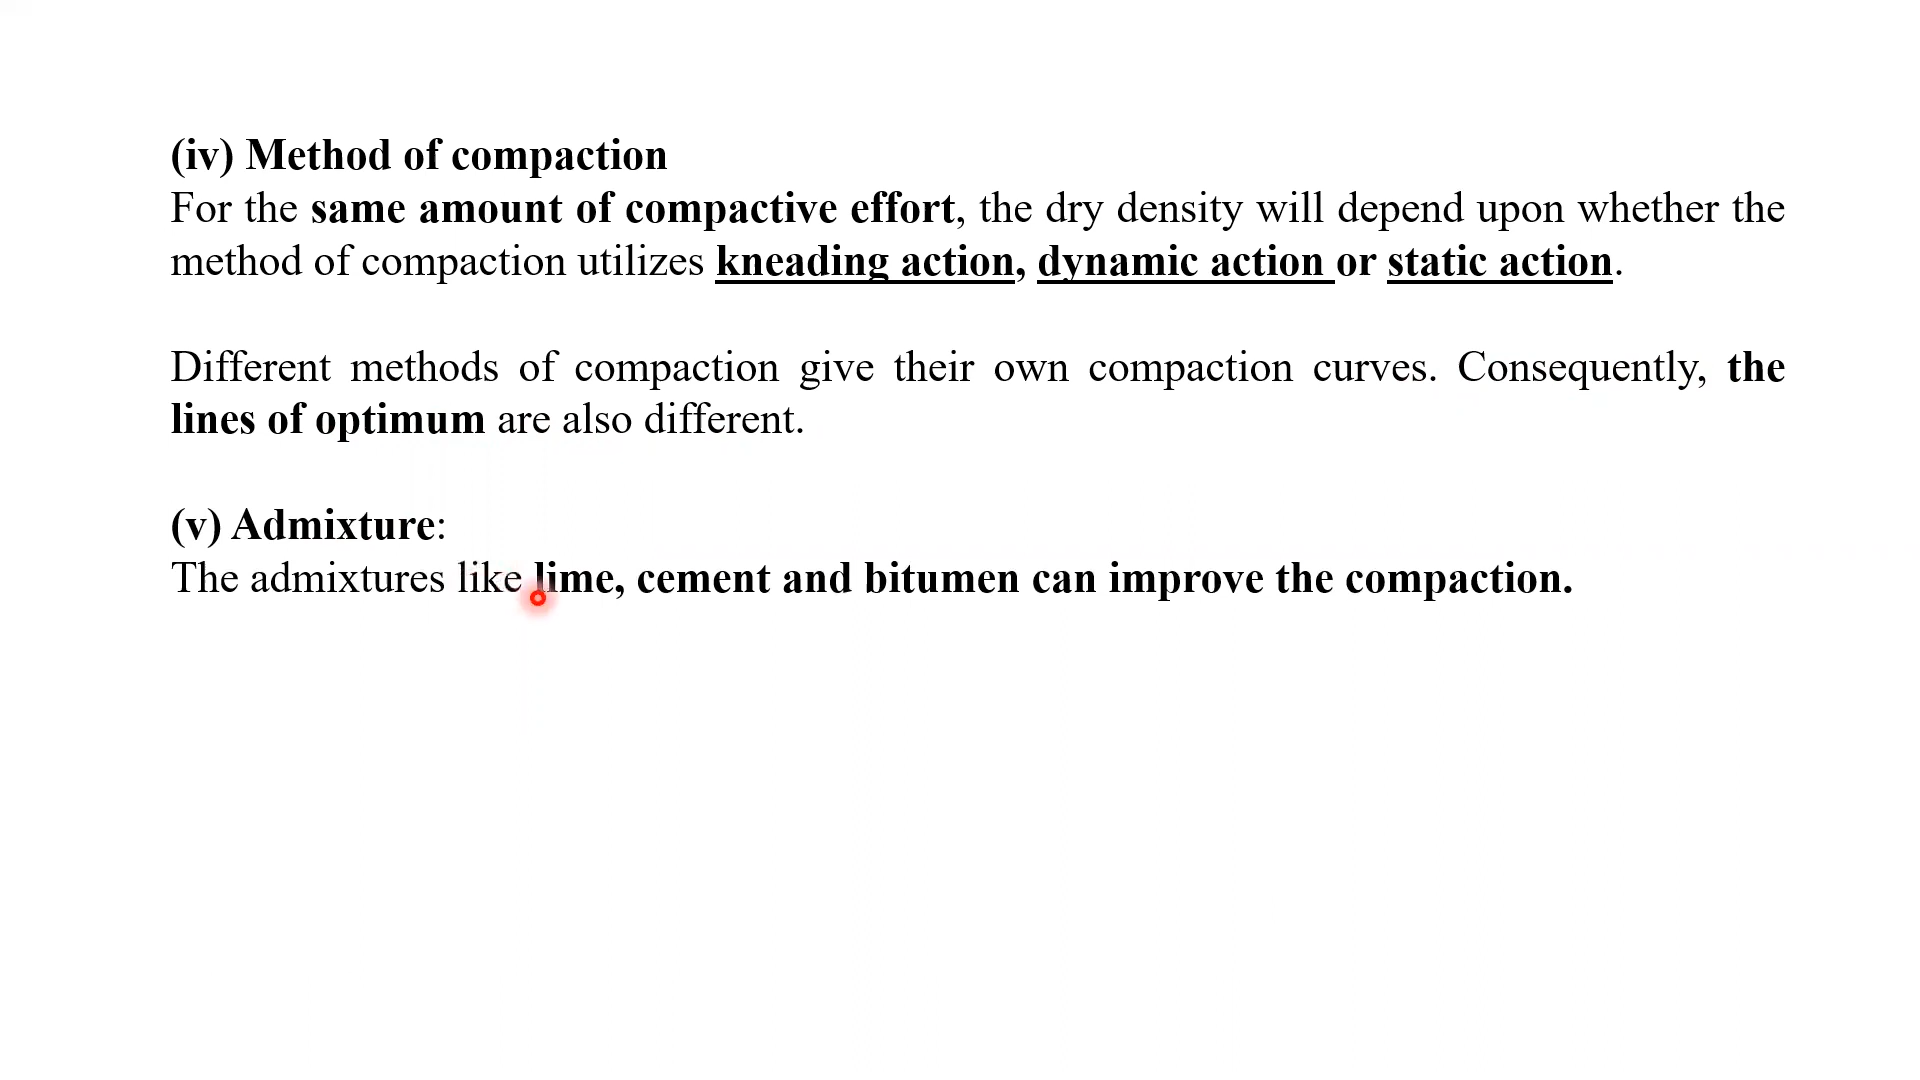 (iv) Method of compaction
For the same amount of compactive effort, the dry density will depend upon whether the
method of compaction utilizes kneading action, dynamic action or static action.
Different methods of compaction give their own compaction curves. Consequently, the
lines of optimum are also different.
(v) Admixture:
The admixtures like lime, cement and bitumen can improve the compaction.